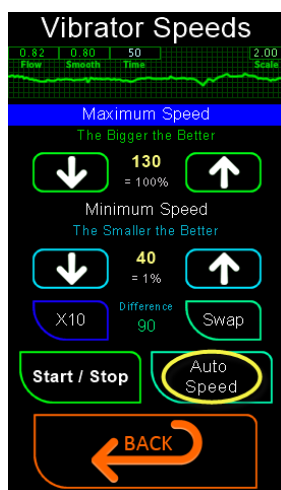 Vibrator Speeds
0.82 0.80 50 2.00
Flow Smooth Time Scale
Maximum Speed
The Bigger the Better
130
= 100%
Minimum Speed
The Smaller the Better
40
= 1%
X10
Difference
90
Swap
Start / Stop
Auto
Speed
BACK